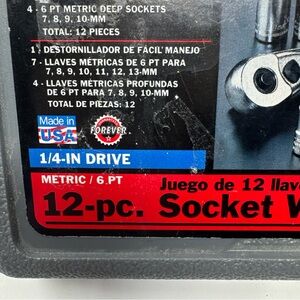 4 - 6 PT METRIC DEEP SOCKETS
7, 8, 9, 10-MM
TOTAL: 12 PIECES
1 - DESTORNILLADOR DE FÁCIL MANEJO
7 - LLAVES MÉTRICAS DE 6 PT PARA
7, 8, 9, 10, 11, 12, 13-MM
4 - LLAVES MÉTRICAS PROFUNDAS
DE 6 PT PARA 7, 8, 9, 10-MM
TOTAL DE PIEZAS: 12
Made in
USA
FOREVER
1/4-IN DRIVE
METRIC / 6 PT
Juego de 12 llav
12-pc. Socket W